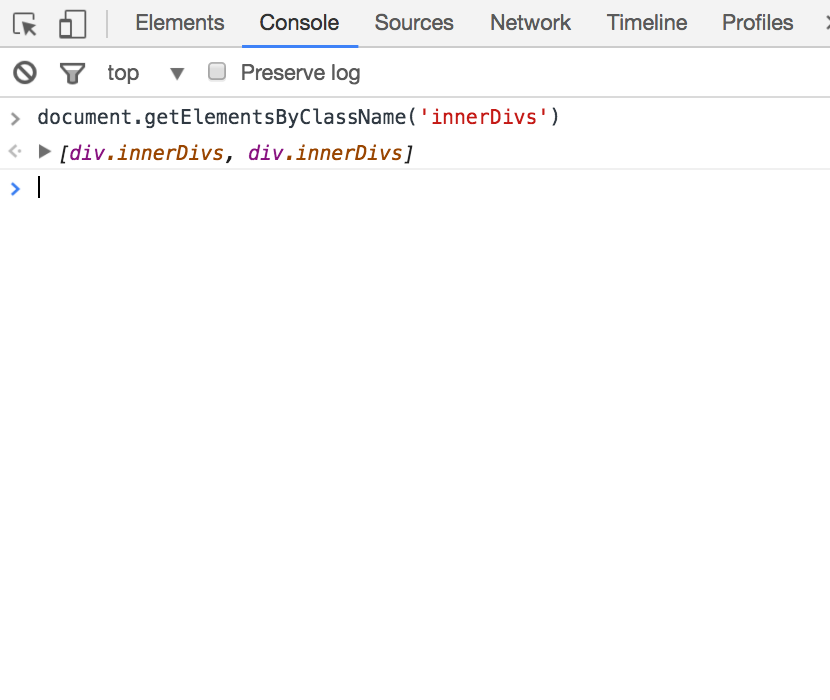 Elements Console Sources Network Timeline Profiles
top Preserve log
document.getElementsByClassName('innerDivs')
[div.innerDivs, div.innerDivs]